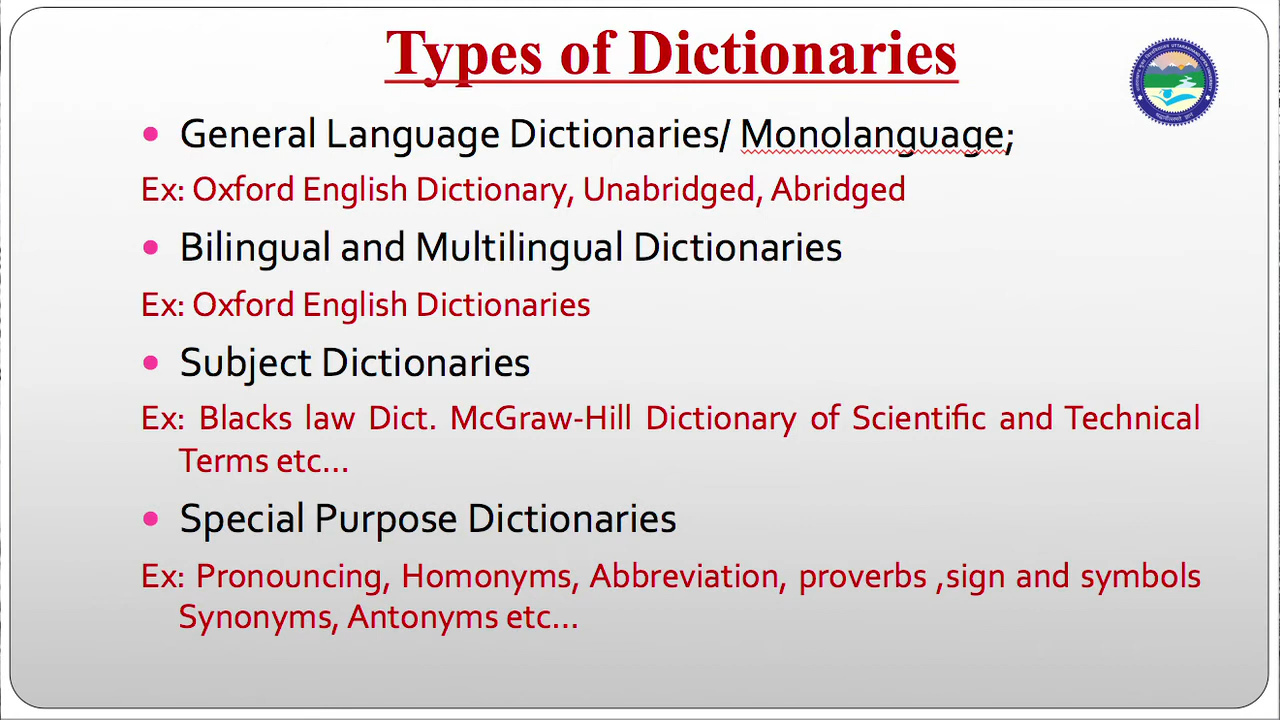 Types of Dictionaries
• General Language Dictionaries/ Monolanguage;
Ex: Oxford English Dictionary, Unabridged, Abridged
• Bilingual and Multilingual Dictionaries
Ex: Oxford English Dictionaries
• Subject Dictionaries
Ex: Blacks law Dict. McGraw-Hill Dictionary of Scientific and Technical
Terms etc...
• Special Purpose Dictionaries
Ex: Pronouncing, Homonyms, Abbreviation, proverbs ,sign and symbols
Synonyms, Antonyms etc...